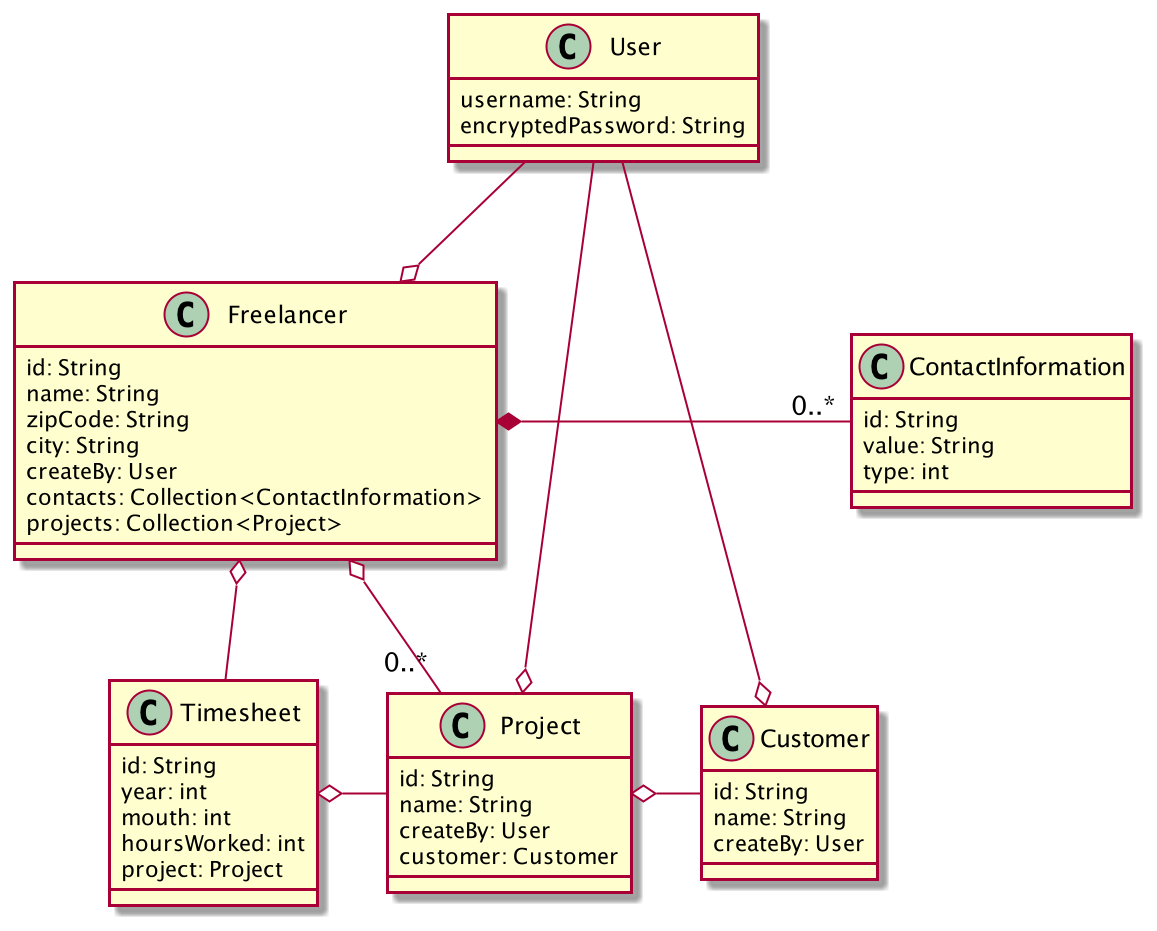 C User
username: String
encryptedPassword: String
C Freelancer
id: String
name: String
zipCode: String
city: String
createBy: User
contacts: Collection<ContactInformation>
projects: Collection<Project>
0..*
C ContactInformation
id: String
value: String
type: int
0..*
C Timesheet
id: String
year: int
mouth: int
hoursWorked: int
project: Project
C Project
id: String
name: String
createBy: User
customer: Customer
C Customer
id: String
name: String
createBy: User